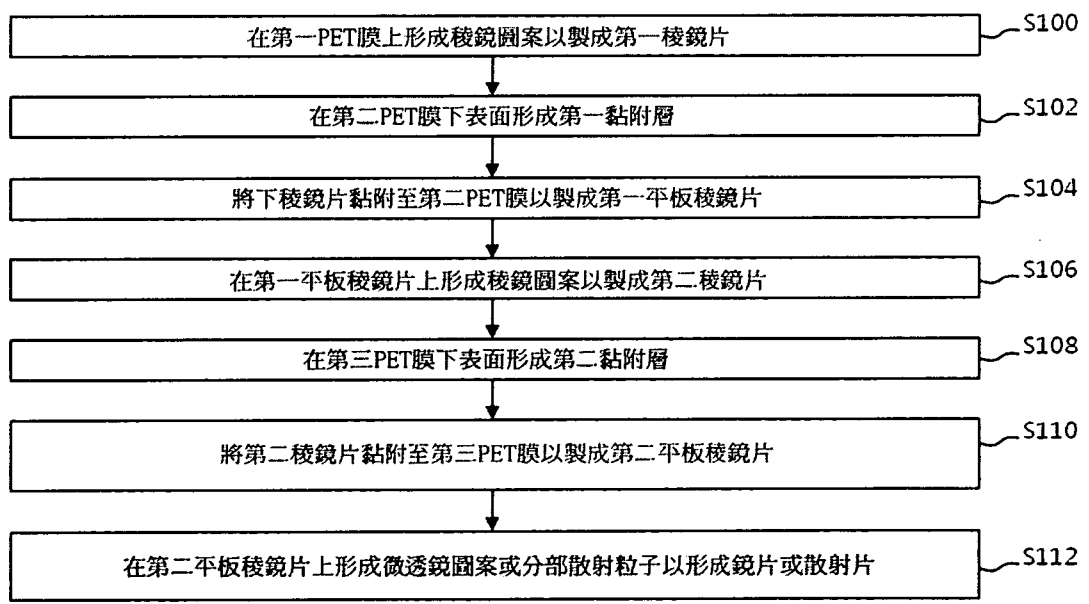 在第一PET膜上形成稜鏡圖案以製成第一稜鏡片
S100
在第二PET膜下表面形成第一黏附層
S102
將下稜鏡片黏附至第二PET膜以製成第一平板稜鏡片
S104
在第一平板稜鏡片上形成稜鏡圖案以製成第二稜鏡片
S106
在第三PET膜下表面形成第二黏附層
S108
將第二稜鏡片黏附至第三PET膜以製成第二平板稜鏡片
S110
在第二平板稜鏡片上形成微透鏡圖案或分部散射粒子以形成鏡片或散射片
S112